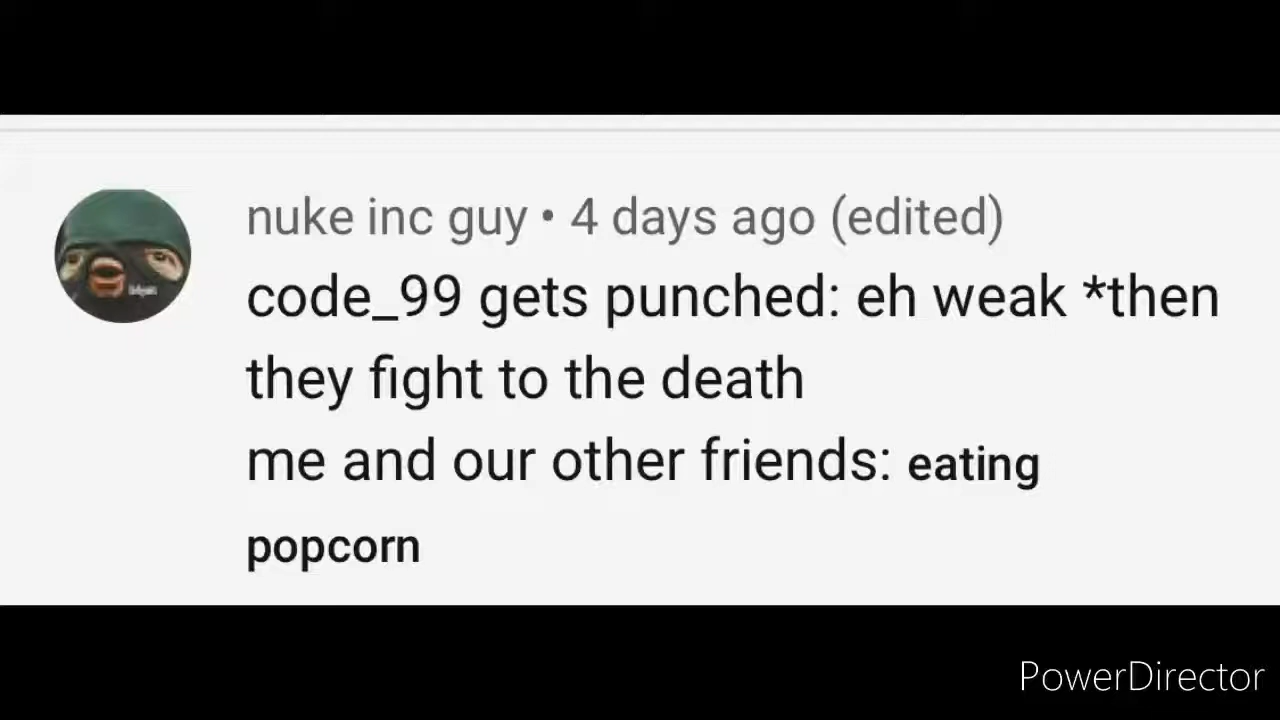 nuke inc guy • 4 days ago (edited)
code_99 gets punched: eh weak *then
they fight to the death
me and our other friends: eating
popcorn
PowerDirector